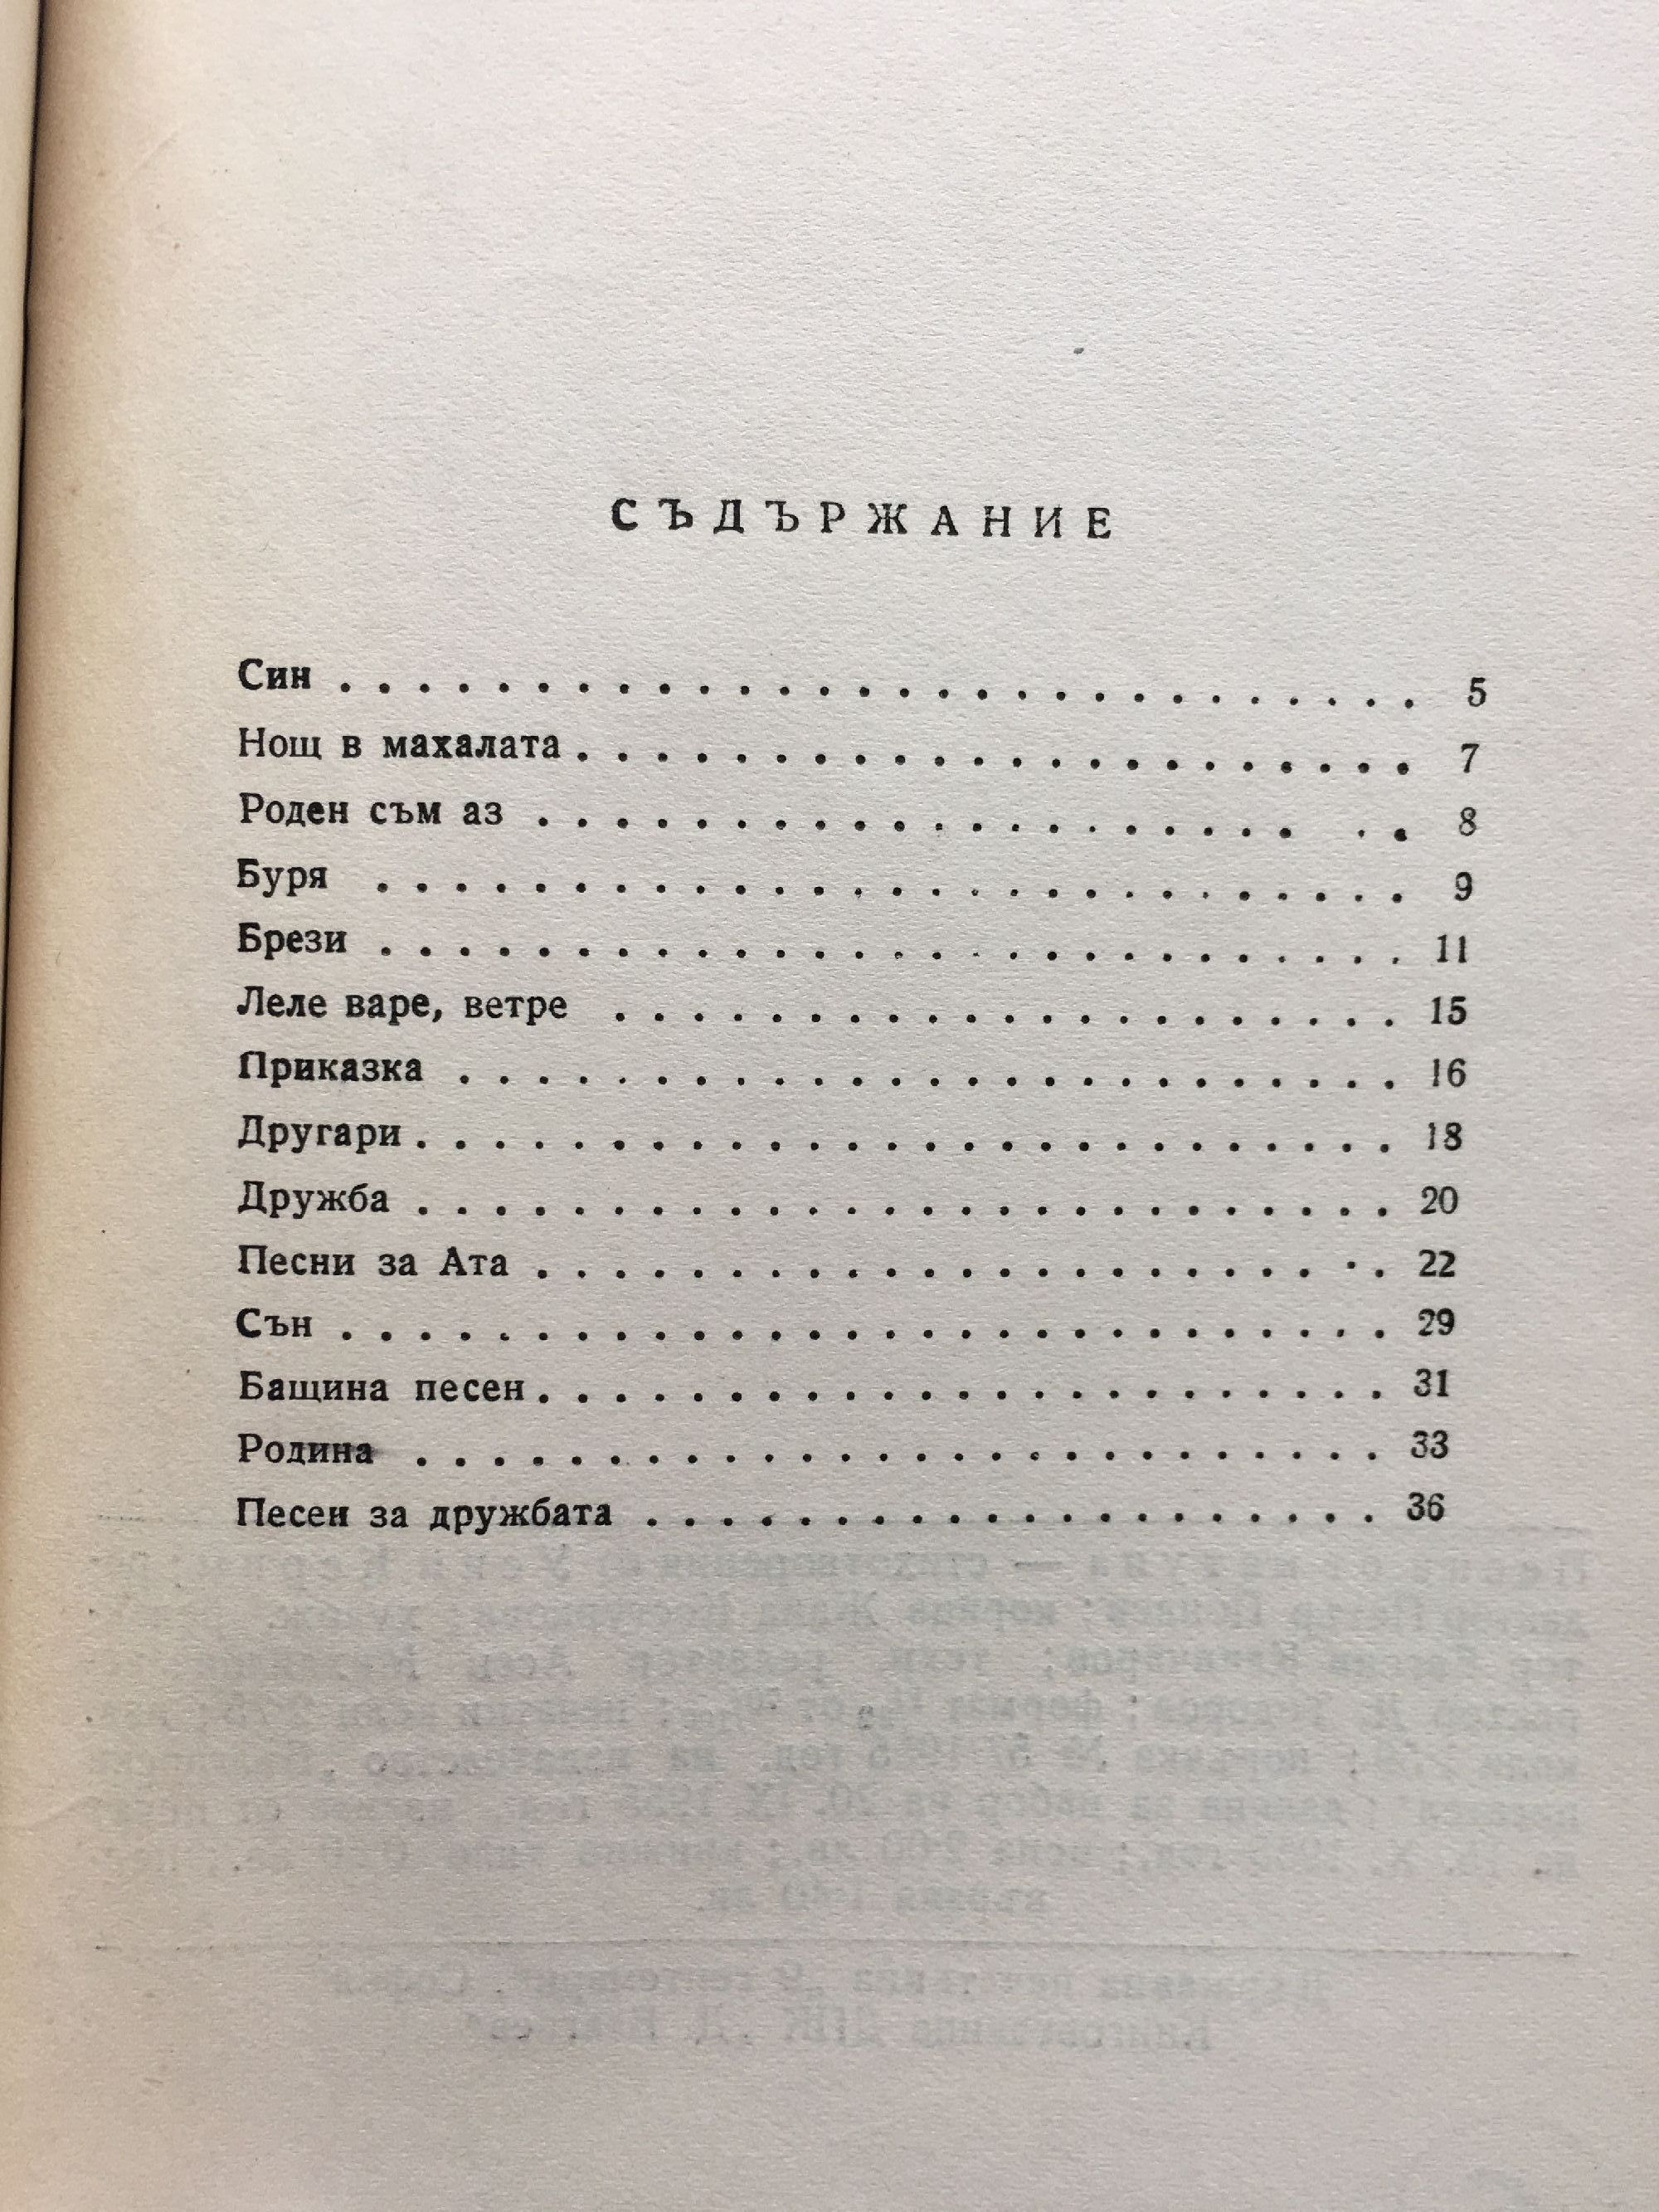 СЪДЪРЖАНИЕ
Син . . . . . . . . . . . . . . . . . . . . . . . . . . . . 5
Нощ в махалата . . . . . . . . . . . . . . . . . . . . . . 7
Роден съм аз . . . . . . . . . . . . . . . . . . . . . . 8
Буря . . . . . . . . . . . . . . . . . . . . . . . . . . . 9
Брези . . . . . . . . . . . . . . . . . . . . . . . . . . . 11
Леле варе, ветре . . . . . . . . . . . . . . . . . . . . . 15
Приказка . . . . . . . . . . . . . . . . . . . . . . . . . 16
Другари . . . . . . . . . . . . . . . . . . . . . . . . . . 18
Дружба . . . . . . . . . . . . . . . . . . . . . . . . . . 20
Песни за Ата . . . . . . . . . . . . . . . . . . . . . . . 22
Сън . . . . . . . . . . . . . . . . . . . . . . . . . . . . 29
Бащина песен . . . . . . . . . . . . . . . . . . . . . . . 31
Родина . . . . . . . . . . . . . . . . . . . . . . . . . . 33
Песен за дружбата . . . . . . . . . . . . . . . . . . . . 36